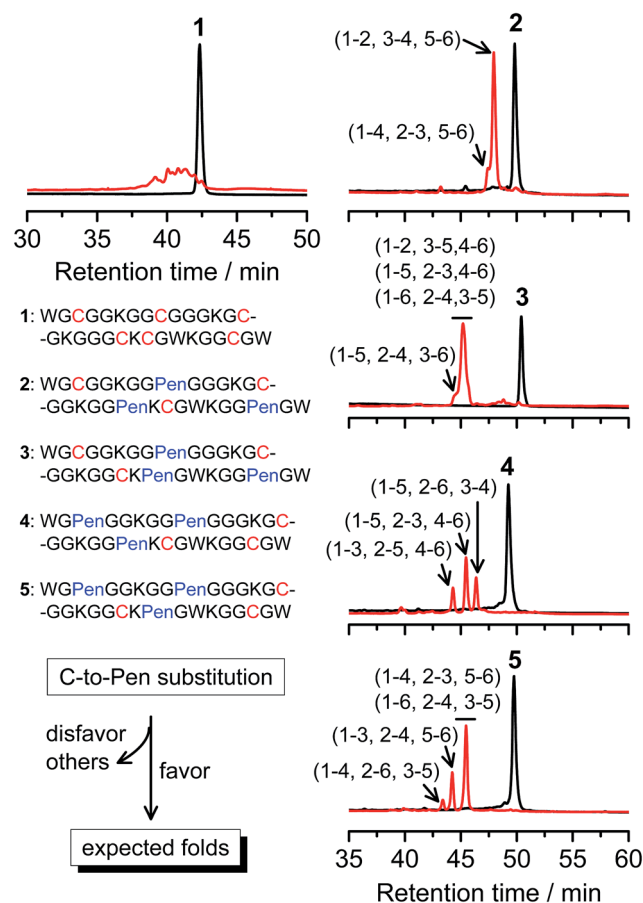 1
30 35 40 45 50
Retention time / min
1: WGCGGKGGCGGGKGC-
-GKGGGCKCGWKGGCGW
2: WGCGGKGGPenGGGKGC-
-GGKGGPenKCGWKGGPenGW
3: WGCGGKGGPenGGGKGC-
-GGKGGCKPenGWKGGPenGW
4: WGPenGGKGGPenGGGKGC-
-GGKGGPenKCGWKGGCGW
5: WGPenGGKGGPenGGGKGC-
-GGKGGCKPenGWKGGCGW
C-to-Pen substitution
disfavor
others
favor
expected folds
2
(1-2, 3-4, 5-6)
(1-4, 2-3, 5-6)
(1-2, 3-5,4-6)
(1-5, 2-3,4-6)
(1-6, 2-4,3-5)
3
(1-5, 2-4, 3-6)
4
(1-5, 2-6, 3-4)
(1-5, 2-3, 4-6)
(1-3, 2-5, 4-6)
5
(1-4, 2-3, 5-6)
(1-6, 2-4, 3-5)
(1-3, 2-4, 5-6)
(1-4, 2-6, 3-5)
35 40 45 50 55 60
Retention time / min